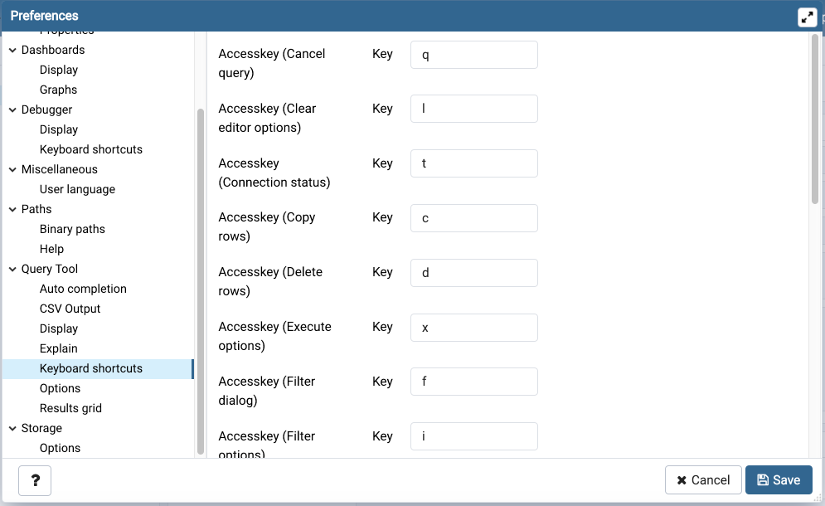 Preferences
Properties
Dashboards
Display
Graphs
Debugger
Display
Keyboard shortcuts
Miscellaneous
User language
Paths
Binary paths
Help
Query Tool
Auto completion
CSV Output
Display
Explain
Keyboard shortcuts
Options
Results grid
Storage
Options
Accesskey (Cancel
query)
Key
q
Accesskey (Clear
editor options)
Key
l
Accesskey
(Connection status)
Key
t
Accesskey (Copy
rows)
Key
c
Accesskey (Delete
rows)
Key
d
Accesskey (Execute
options)
Key
x
Accesskey (Filter
dialog)
Key
f
Accesskey (Filter
options)
Key
i
?
Cancel
Save